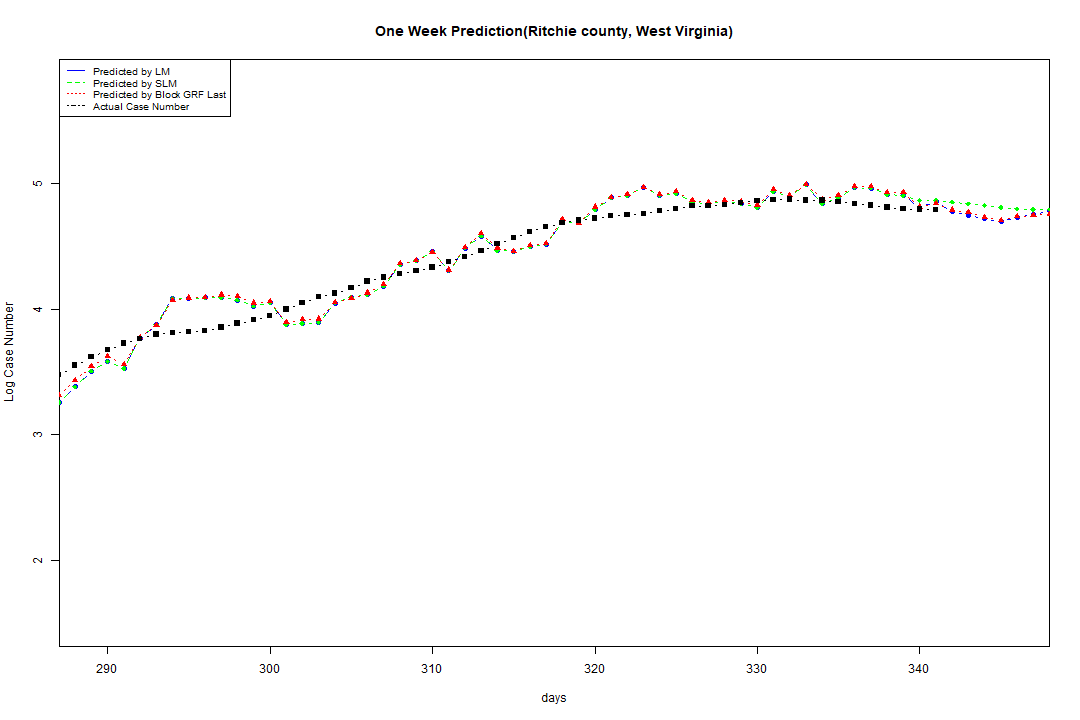 One Week Prediction(Ritchie county, West Virginia)
Predicted by LM
Predicted by SLM
Predicted by Block GRF Last
Actual Case Number
Log Case Number
5
4
3
2
290 300 310 320 330 340
days